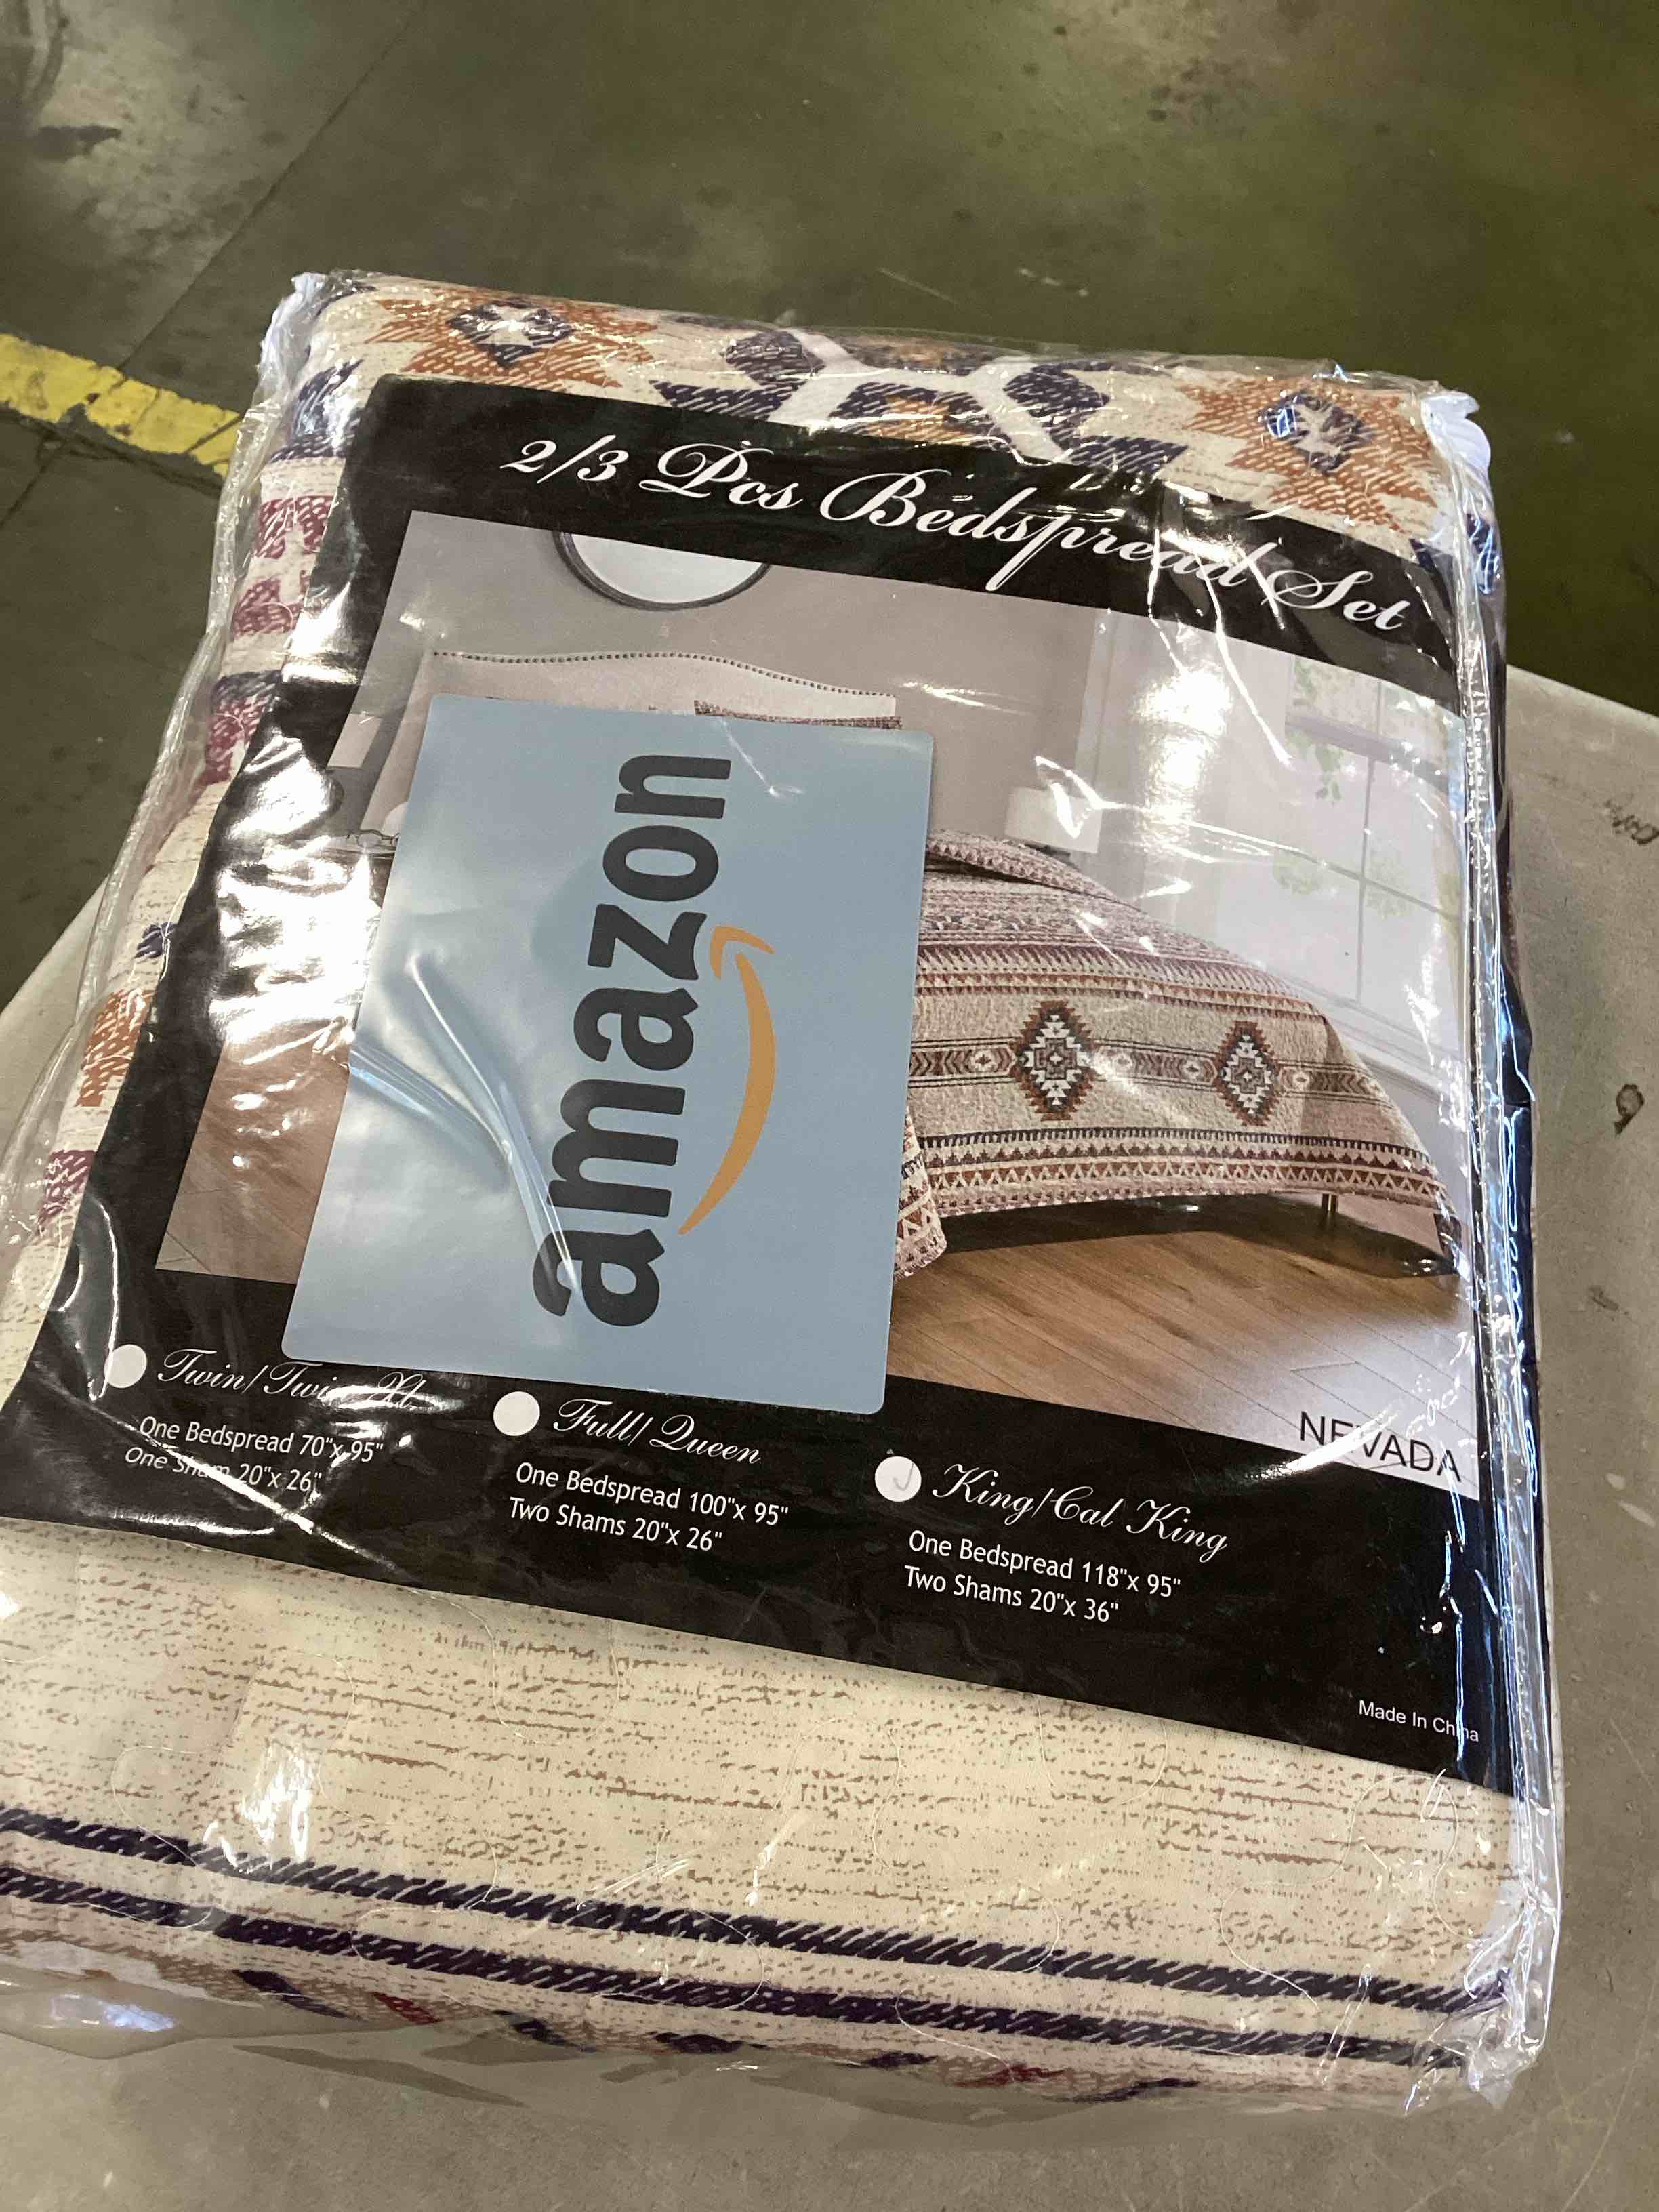 2/3 Pcs Bedspread Set
amazon
NEVADA
Twin/Twin XL
One Bedspread 70"x 95"
One Sham 20"x 26"
Full/Queen
One Bedspread 100"x 95"
Two Shams 20"x 26"
King/Cal King
One Bedspread 118"x 95"
Two Shams 20"x 36"
Made In China